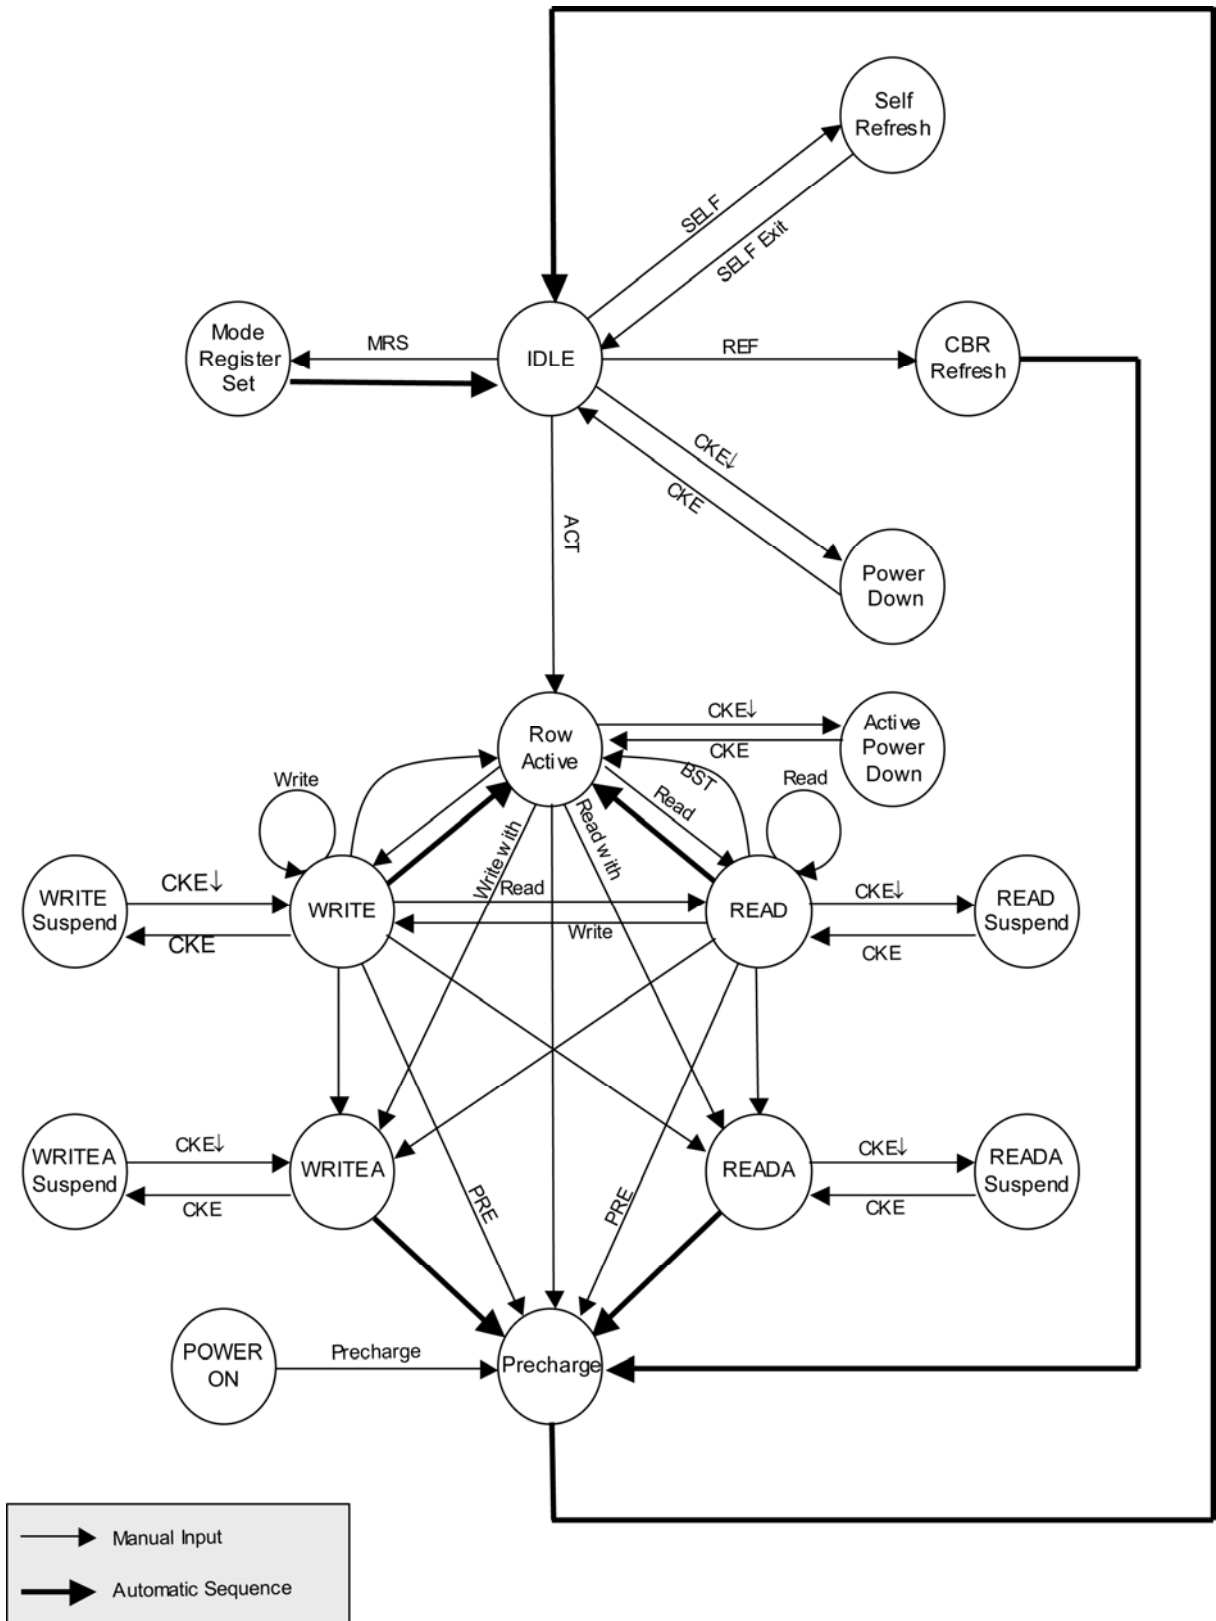 Self
Refresh
SELF
SELF Exit
Mode
Register
Set
MRS
IDLE
REF
CBR
Refresh
CKE↓
CKE
ACT
Power
Down
Row
Active
CKE↓
CKE
Active
Power
Down
Write
BST
Read
Read
Write with
Read with
WRITE
Suspend
CKE↓
CKE
WRITE
Read
Write
READ
CKE↓
CKE
READ
Suspend
WRITEA
Suspend
CKE↓
CKE
WRITEA
PRE
PRE
READA
CKE↓
CKE
READA
Suspend
POWER
ON
Precharge
Precharge
Manual Input
Automatic Sequence